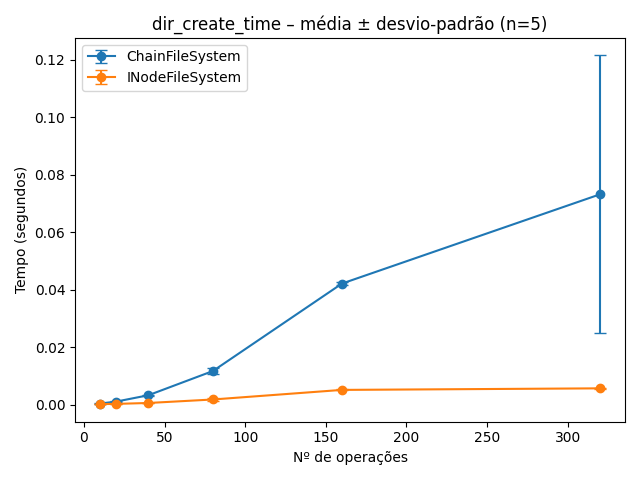 dir_create_time – média ± desvio-padrão (n=5)
ChainFileSystem
INodeFileSystem
0.12
0.10
0.08
0.06
0.04
0.02
0.00
Tempo (segundos)
0 50 100 150 200 250 300
Nº de operações